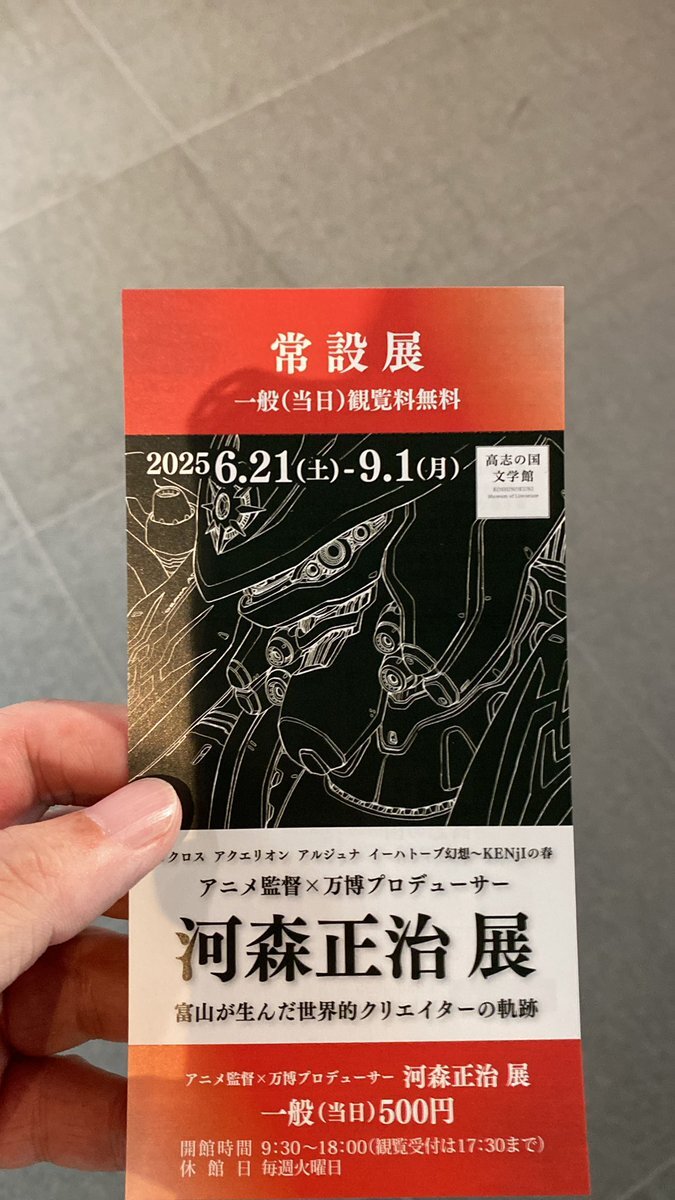 常設展
一般(当日)観覧料無料
2025 6.21(土)-9.1(月)
高志の国
文学館
KOSHINOKUNI
Museum of Literature
クロス アクエリオン アルジュナ イーハトーブ幻想~KENjIの春
アニメ監督×万博プロデューサー
河森正治 展
富山が生んだ世界的クリエイターの軌跡
アニメ監督×万博プロデューサー 河森正治 展
一般(当日)500円
開館時間 9:30~18:00(観覧受付は17:30まで)
休館日 毎週火曜日